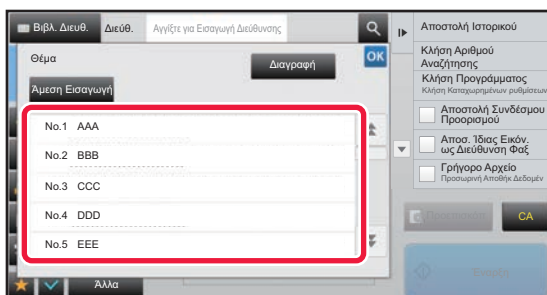 Βιβλ. Διευθ.
Διεύθ.
Αγγίξτε για Εισαγωγή Διεύθυνσης
Θέμα
Διαγραφή
OK
Άμεση Εισαγωγή
No.1 AAA
No.2 BBB
No.3 CCC
No.4 DDD
No.5 EEE
Άλλα
Αποστολή Ιστορικού
Κλήση Αριθμού
Αναζήτησης
Κλήση Προγράμματος
Κλήση Καταχωρημένων ρυθμίσεων
Αποστολή Συνδέσμου
Προορισμού
Αποσ. Ίδιας Εικόν.
ως Διεύθυνση Φαξ
Γρήγορο Αρχείο
Προσωρινή Αποθήκ Δεδομέν
CA